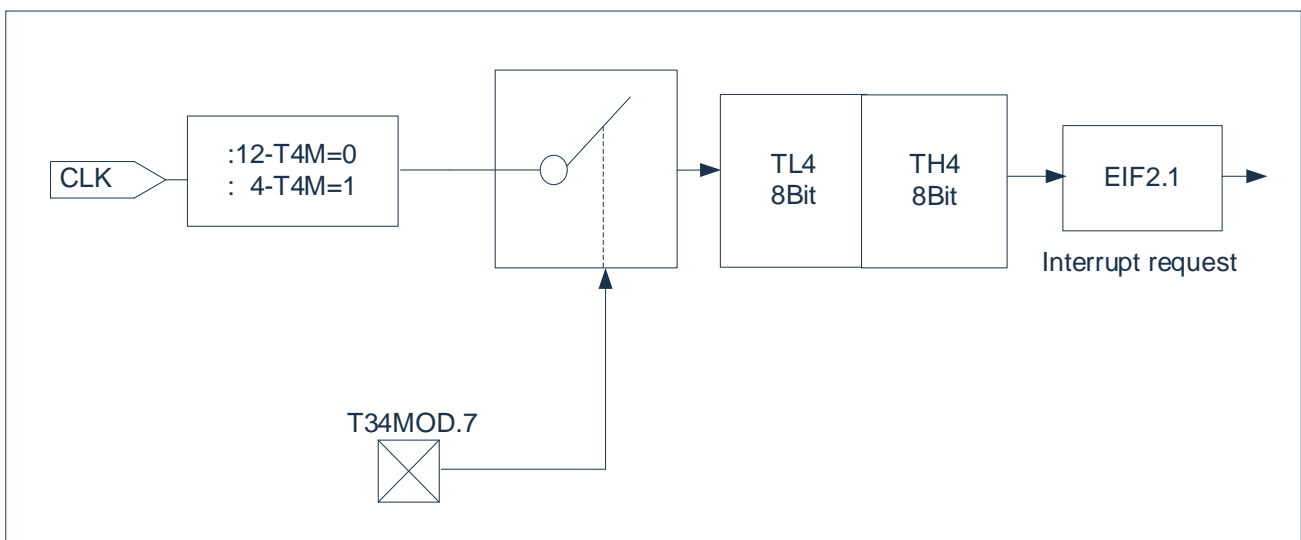 CLK
:12-T4M=0
: 4-T4M=1
TL4
8Bit
TH4
8Bit
EIF2.1
Interrupt request
T34MOD.7